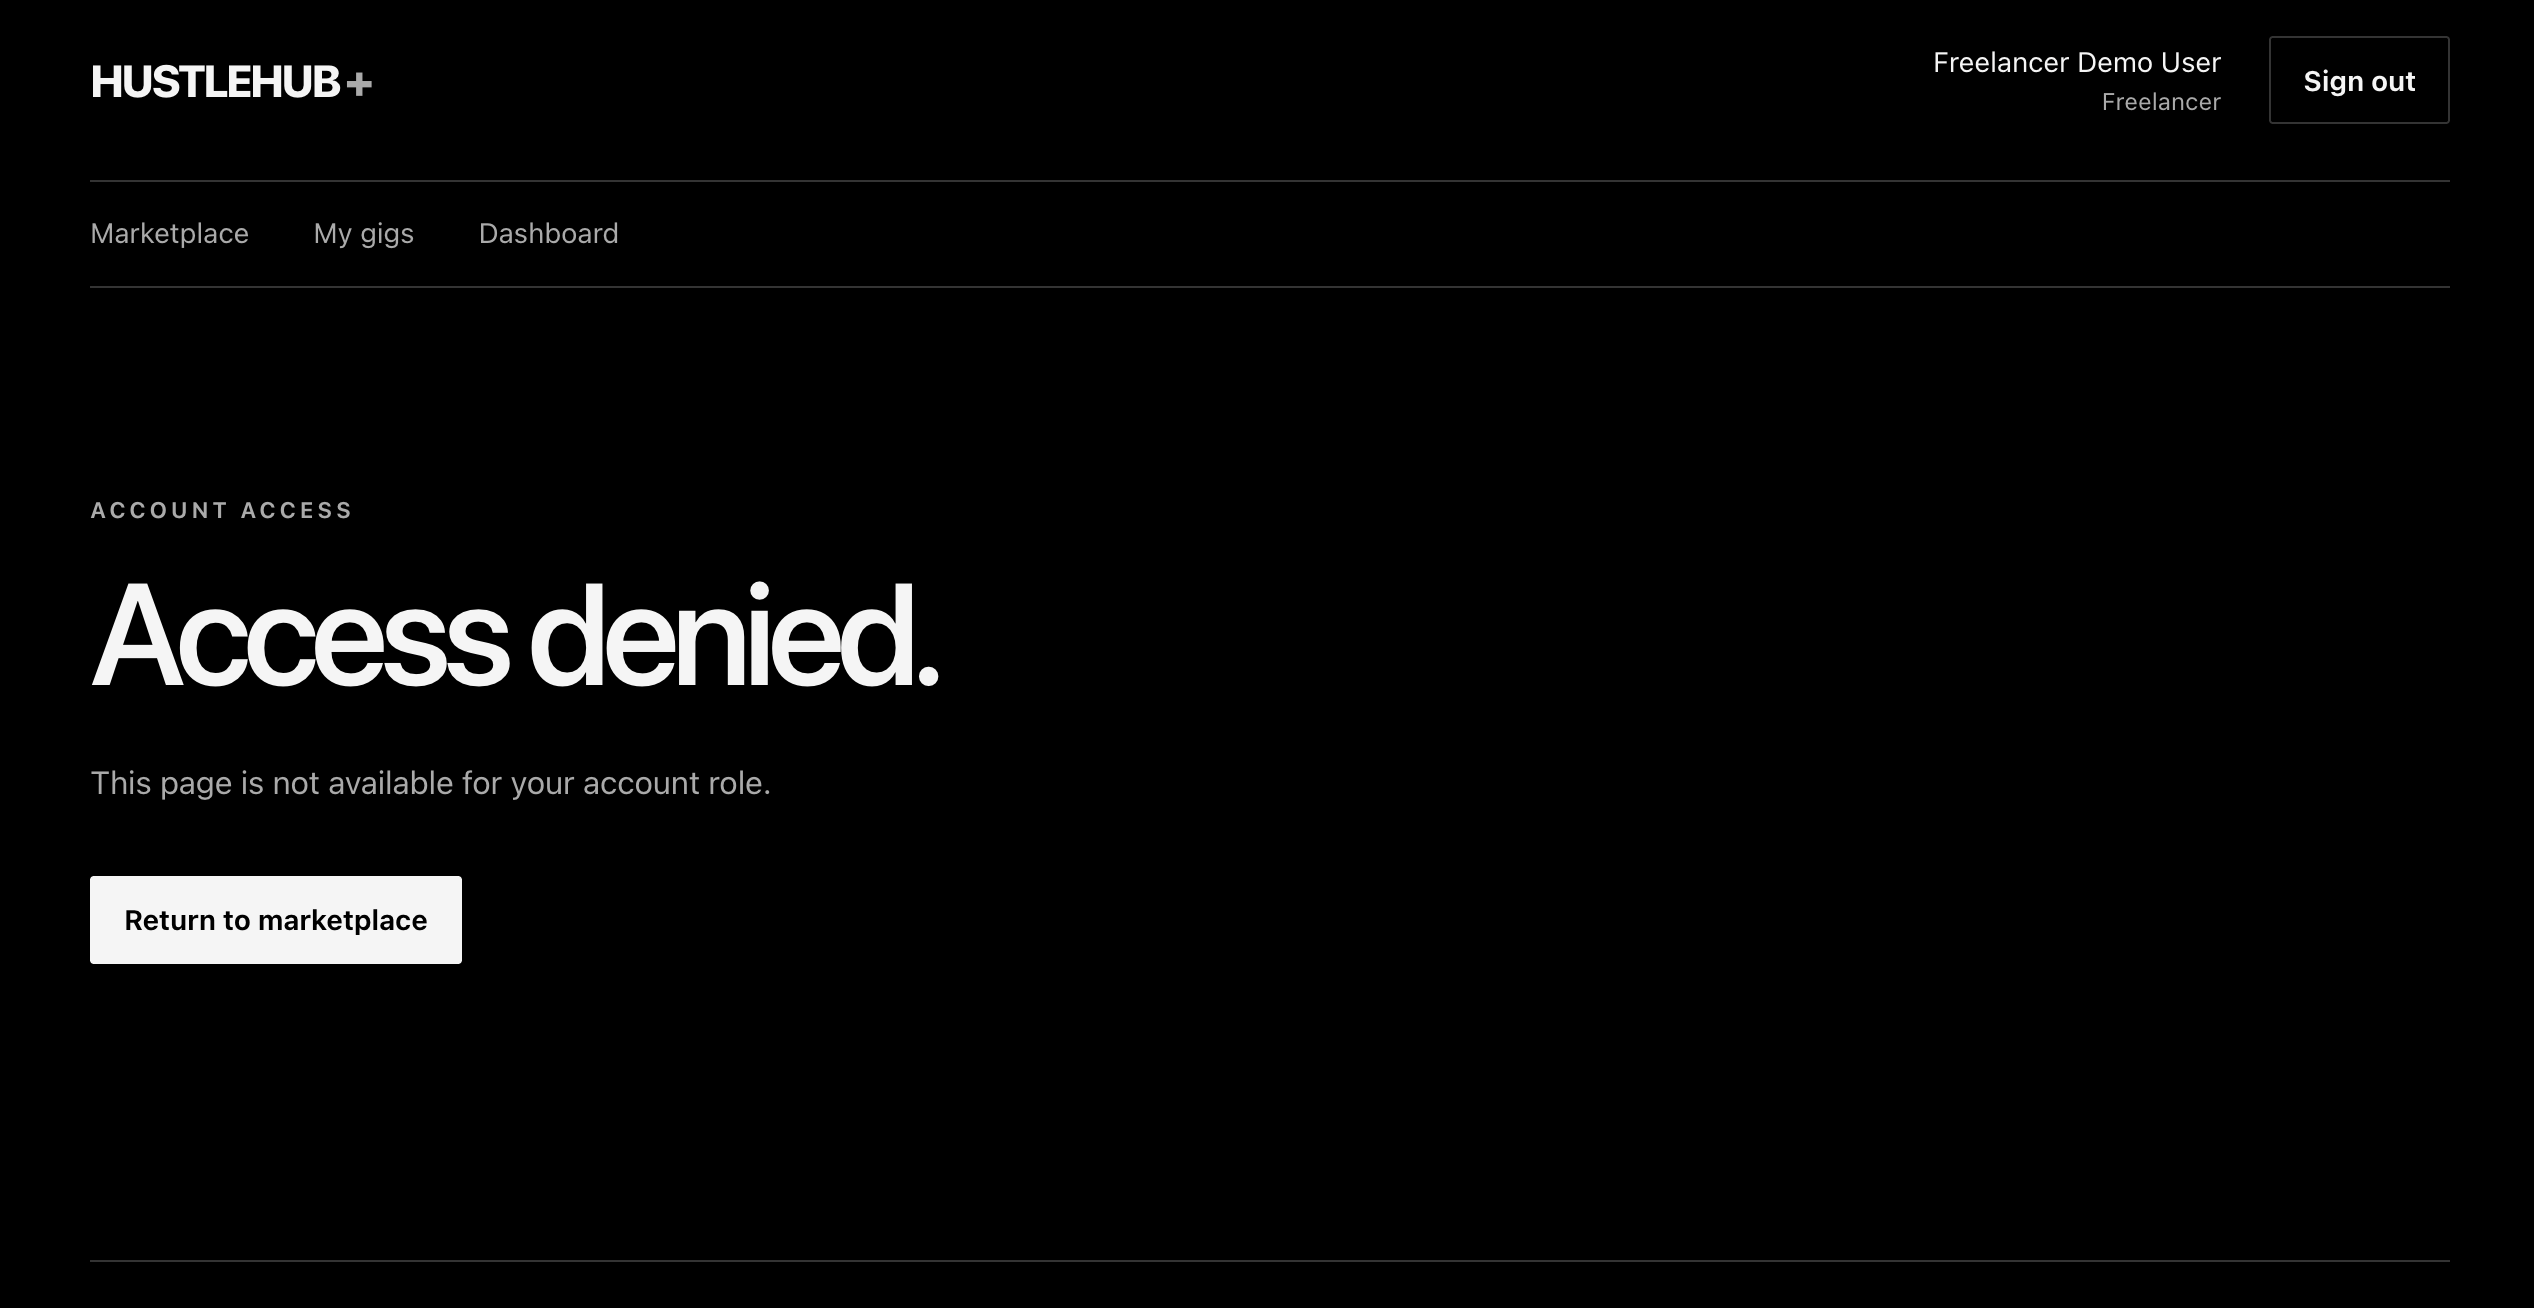 HUSTLEHUB+
Freelancer Demo User
Freelancer
Sign out
Marketplace
My gigs
Dashboard
ACCOUNT ACCESS
Access denied.
This page is not available for your account role.
Return to marketplace